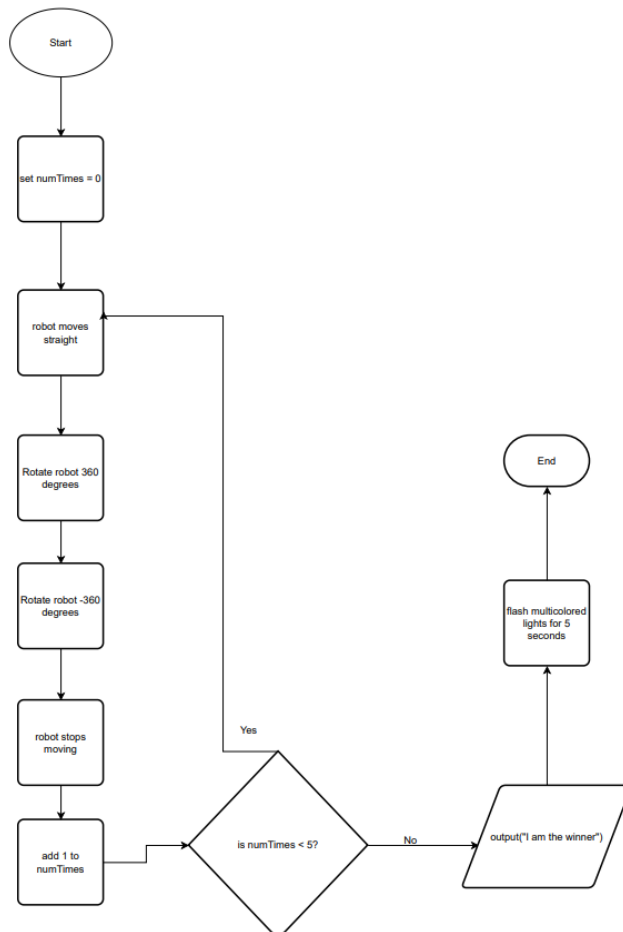 Start
set numTimes = 0
robot moves
straight
Rotate robot 360
degrees
Rotate robot -360
degrees
robot stops
moving
add 1 to
numTimes
Yes
is numTimes < 5?
No
output("I am the winner")
flash multicolored
lights for 5
seconds
End